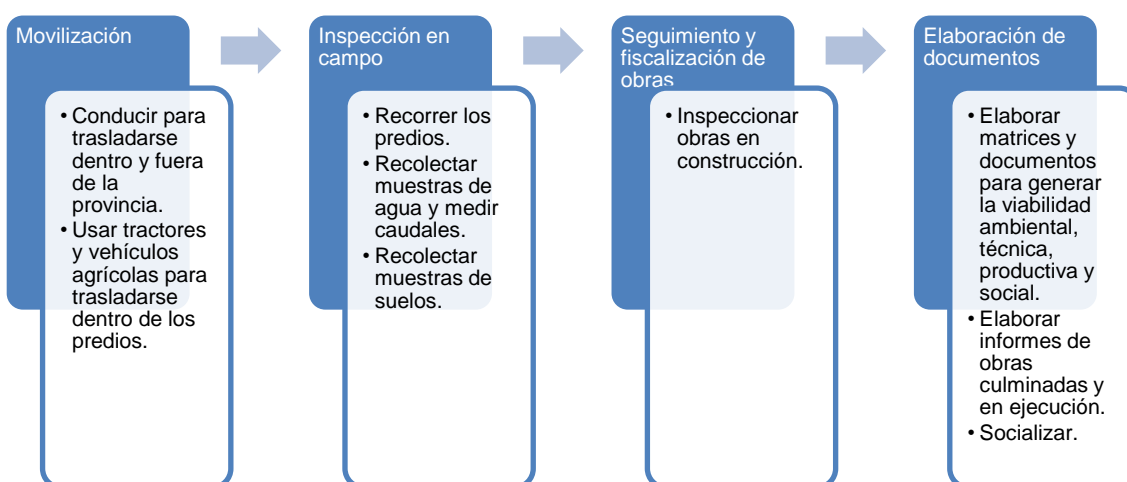 Movilización
• Conducir para
trasladarse
dentro y fuera
de la
provincia.
• Usar tractores
y vehículos
agrícolas para
trasladarse
dentro de los
predios.
Inspección en
campo
• Recorrer los
predios.
• Recolectar
muestras de
agua y medir
caudales.
• Recolectar
muestras de
suelos.
Seguimiento y
fiscalización de
obras
• Inspeccionar
obras en
construcción.
Elaboración de
documentos
• Elaborar
matrices y
documentos
para generar
la viabilidad
ambiental,
técnica,
productiva y
social.
• Elaborar
informes de
obras
culminadas y
en ejecución.
• Socializar.